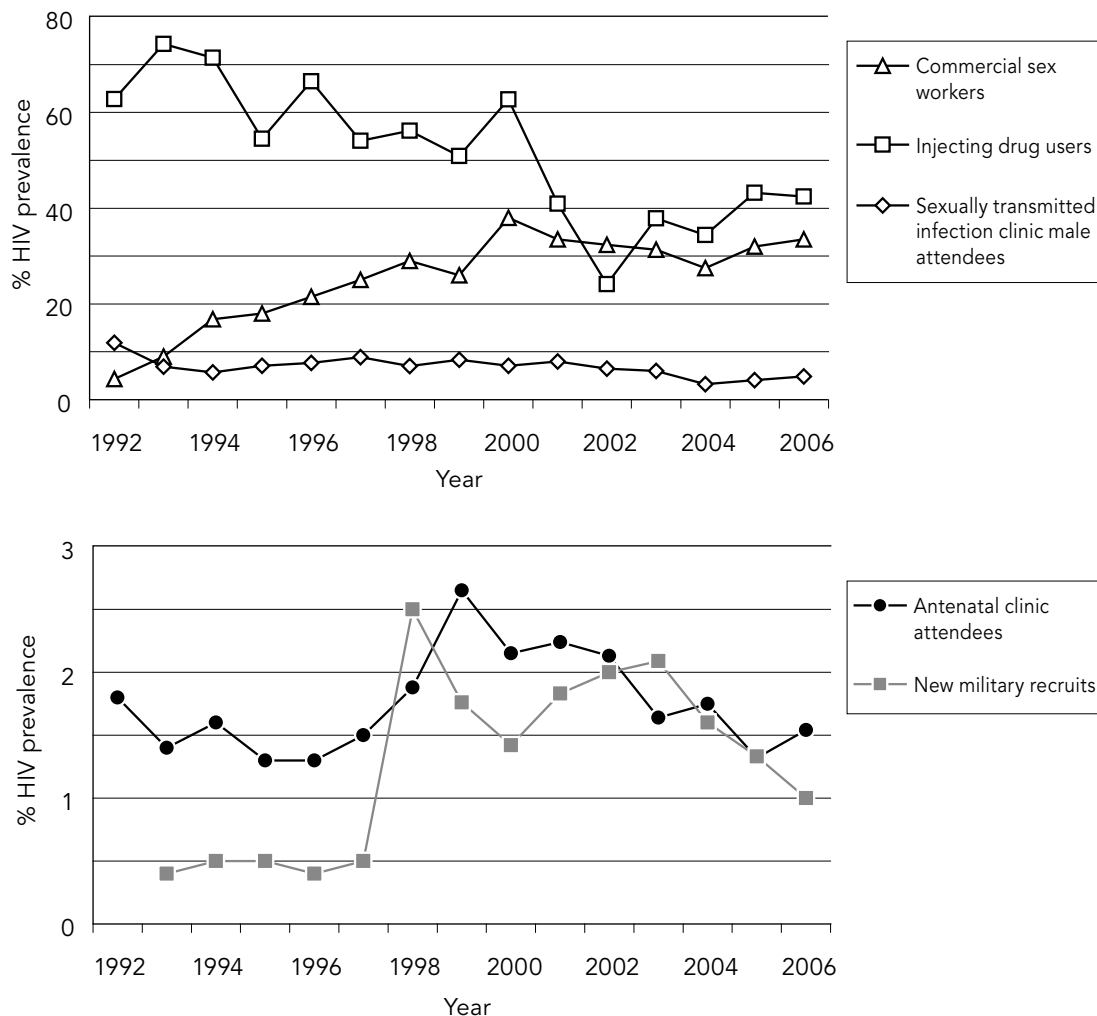 80
60
40
20
0
% HIV prevalence
1992 1994 1996 1998 2000 2002 2004 2006
Year
Commercial sex
workers
Injecting drug users
Sexually transmitted
infection clinic male
attendees
3
2
1
0
% HIV prevalence
1992 1994 1996 1998 2000 2002 2004 2006
Year
Antenatal clinic
attendees
New military recruits